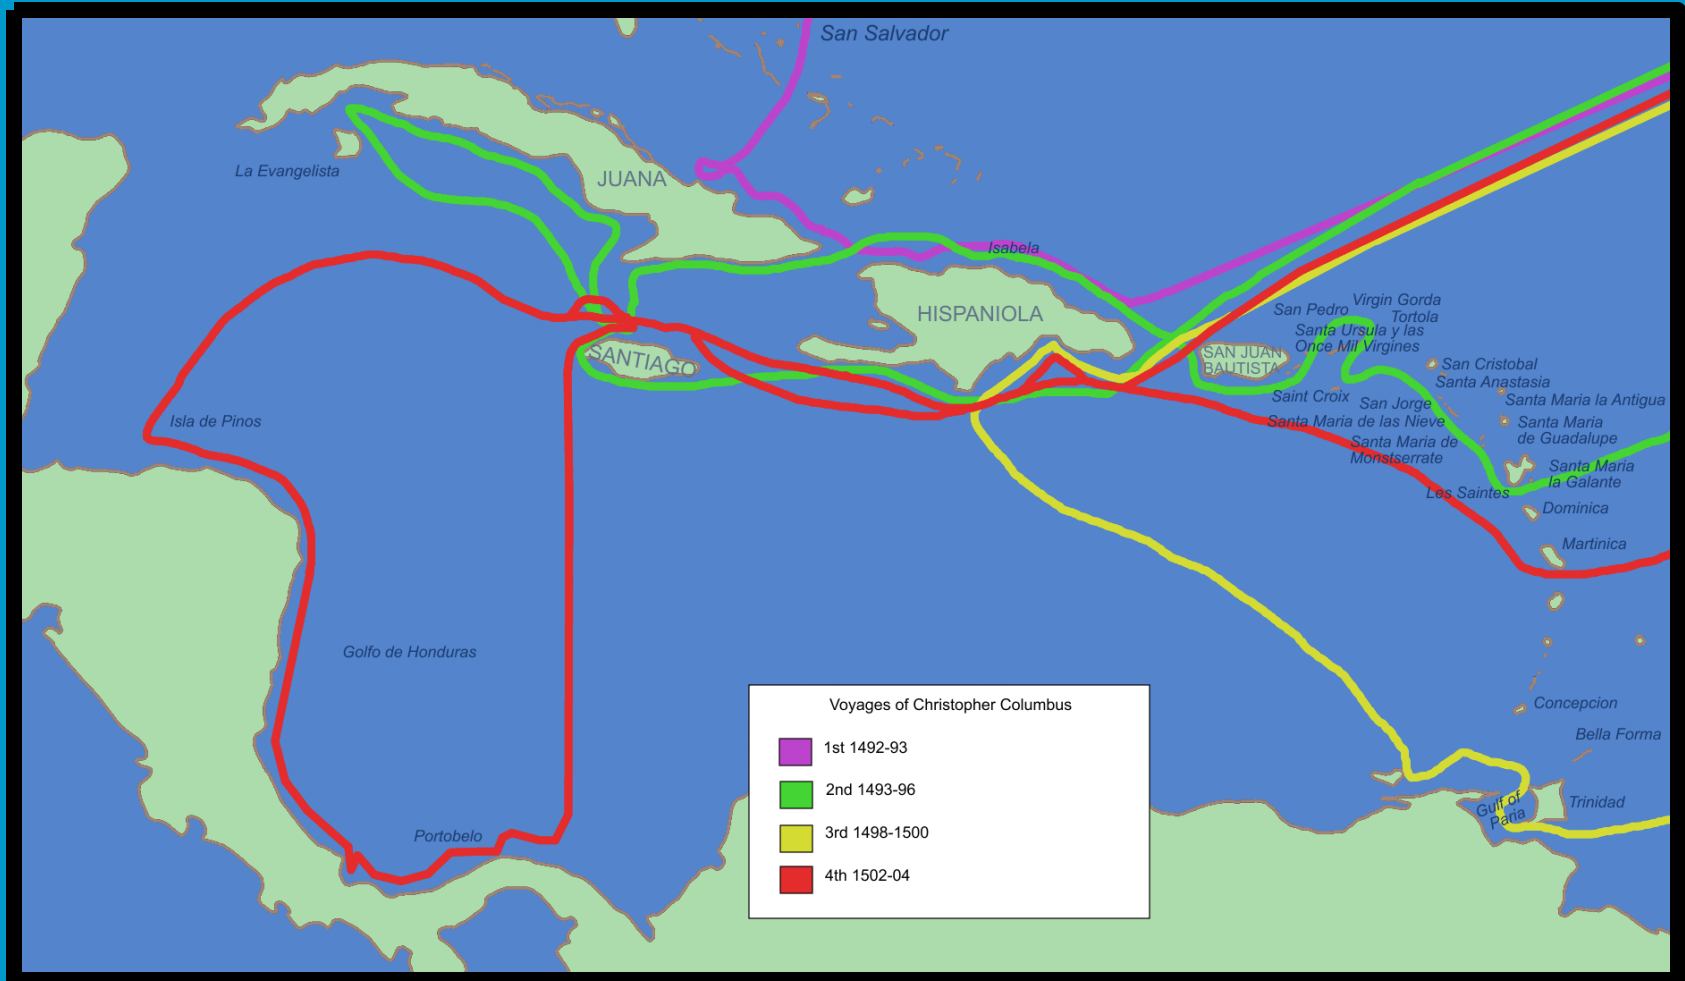 San Salvador
La Evangelista
JUANA
Isabela
HISPANIOLA
SANTIAGO
Virgin Gorda
San Pedro
Tortola
Santa Ursula y las
Once Mil Virgines
SAN JUAN
BAUTISTA
San Cristobal
Santa Anastasia
Saint Croix
San Jorge
Santa Maria la Antigua
Isla de Pinos
Santa Maria de las Nieve
Santa Maria
de Guadalupe
Santa Maria de
Monstserrate
Santa Maria
la Galante
Les Saintes
Dominica
Martinica
Golfo de Honduras
Concepcion
Bella Forma
Gulf of
Paria
Trinidad
Portobelo
Voyages of Christopher Columbus
1st 1492-93
2nd 1493-96
3rd 1498-1500
4th 1502-04